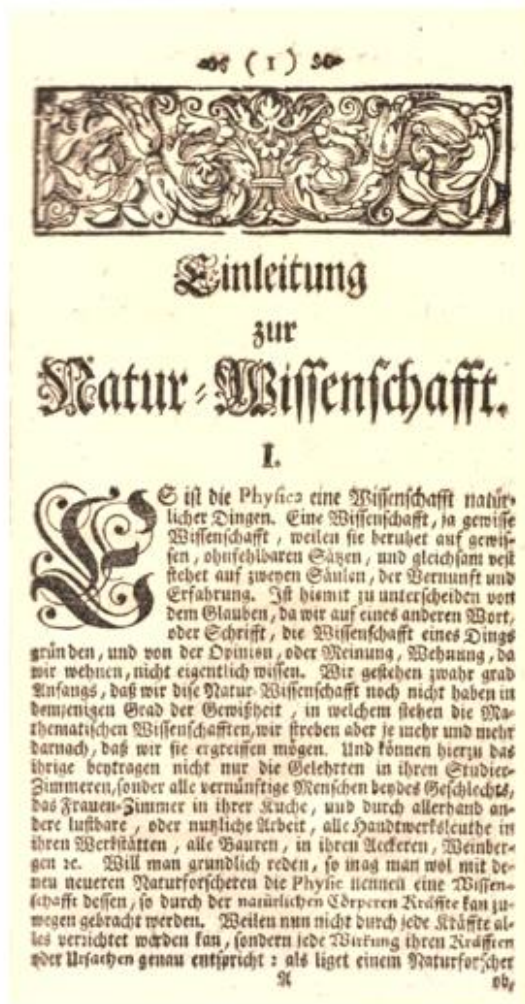 ( 1 )
Einleitung
zur
Natur-Wissenschafft.
I.
ES ist die Physica eine Wissenschafft natür-
licher Dingen. Eine Wissenschafft, ja gewisse
Wissenschafft, weilen sie beruhet auf gewis-
sen, ohnfehlbaren Säzen, und gleichsam vest
stehet auf zweyen Säulen, der Vernunft und
Erfahrung. Ist hiemit zu unterscheiden von
dem Glauben, da wir auf eines anderen Wort,
oder Schrifft, die Wissenschafft eines Dings
gründen, und von der Opinion, oder Meinung, Wehnung, da
wir wehnen, nicht eigentlich wissen. Wir gestehen zwahr grad
Anfangs, daß wir dise Natur-Wissenschafft noch nicht haben in
demjenigen Grad der Gewißheit, in welchem stehen die Ma-
thematischen Wissenschafften, wir streben aber je mehr und mehr
darnach, daß wir sie ergreiffen mögen. Und können hierzu das
ihrige beytragen nicht nur die Gelehrten in ihren Studier-
Zimmeren, sonder alle vernünftige Menschen beydes Geschlechts,
das Frauen-Zimmer in ihrer Kuche, und durch allerhand an-
dere lustbare, oder nuzliche Arbeit, alle Handtwerksleuthe in
ihren Werkstätten, alle Bauren, in ihren Aeckeren, Weinber-
gen ꝛc. Will man grundlich reden, so mag man wol mit de-
nen neueren Naturforscheren die Physic nennen eine Wissen-
schafft dessen, so durch der natürlichen Cörperen Kräffte kan zu-
wegen gebracht werden. Weilen nun nicht durch jede Kräffte al-
les verrichtet werden kan, sondern jede Wirkung ihren Kräfften
oder Ursachen genau entspricht: als liget einem Naturforscher
A
ob,